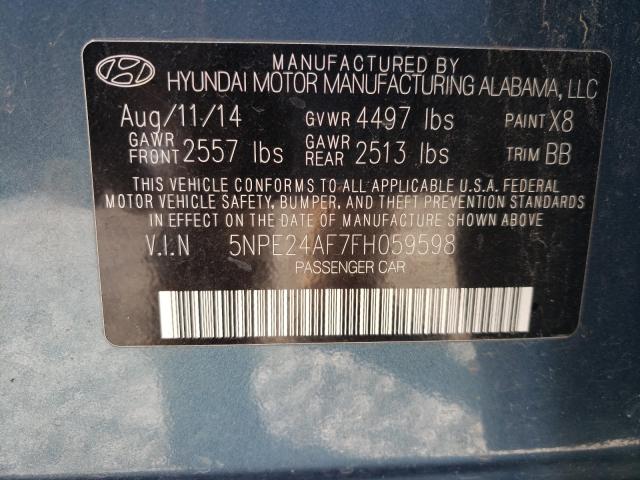 MANUFACTURED BY
HYUNDAI MOTOR MANUFACTURING ALABAMA, LLC
Aug/11/14 GVWR 4497 lbs PAINT X8
GAWR FRONT 2557 lbs GAWR REAR 2513 lbs TRIM BB
THIS VEHICLE CONFORMS TO ALL APPLICABLE U.S.A. FEDERAL
MOTOR VEHICLE SAFETY, BUMPER, AND THEFT PREVENTION STANDARDS
IN EFFECT ON THE DATE OF MANUFACTURE SHOWN ABOVE.
V.I.N 5NPE24AF7FH059598
PASSENGER CAR